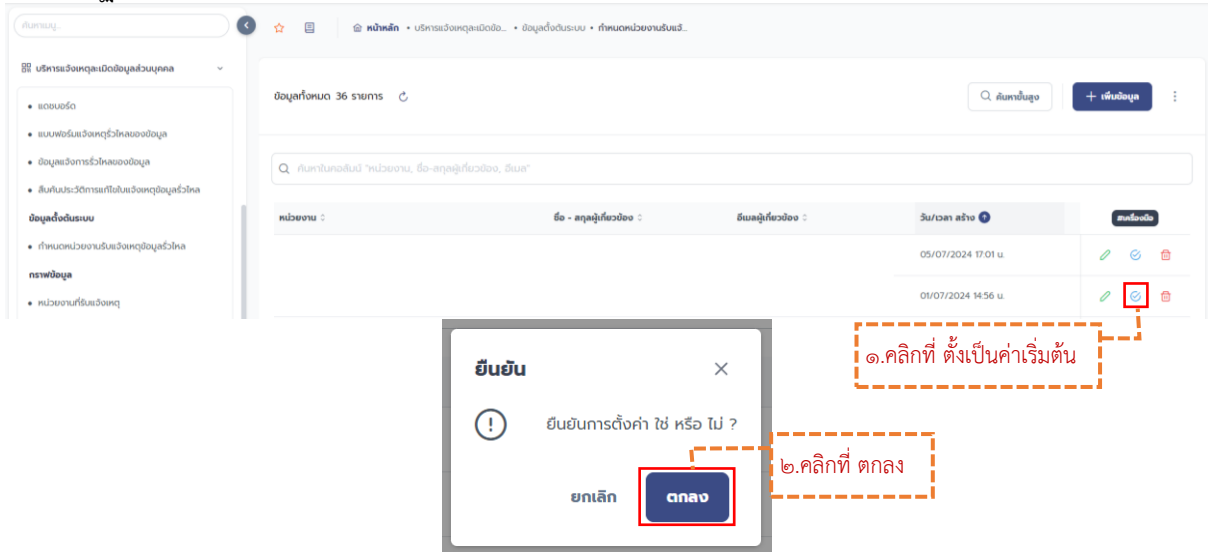 ค้นหาเมนู...
หน้าหลัก • บริหารแจ้งเหตุละเมิดข้อ... • ข้อมูลตั้งต้นระบบ • กำหนดหน่วยงานรับแจ้...
บริหารแจ้งเหตุละเมิดข้อมูลส่วนบุคคล
• แดชบอร์ด
• แบบฟอร์มแจ้งเหตุรั่วไหลของข้อมูล
• ข้อมูลแจ้งการรั่วไหลของข้อมูล
• สืบค้นประวัติการแก้ไขใบแจ้งเหตุข้อมูลรั่วไหล
ข้อมูลตั้งต้นระบบ
• กำหนดหน่วยงานรับแจ้งเหตุข้อมูลรั่วไหล
กราฟข้อมูล
• หน่วยงานที่รับแจ้งเหตุ
ข้อมูลทั้งหมด 36 รายการ
ค้นหาขั้นสูง
+ เพิ่มข้อมูล
ค้นหาในคอลัมน์ "หน่วยงาน, ชื่อ-สกุลผู้เกี่ยวข้อง, อีเมล"
หน่วยงาน ชื่อ - สกุลผู้เกี่ยวข้อง อีเมลผู้เกี่ยวข้อง วัน/เวลา สร้าง #เครื่องมือ
05/07/2024 17:01 น.
01/07/2024 14:56 น.
๑.คลิกที่ ตั้งเป็นค่าเริ่มต้น
ยืนยัน
ยืนยันการตั้งค่า ใช่ หรือ ไม่ ?
๒.คลิกที่ ตกลง
ยกเลิก ตกลง